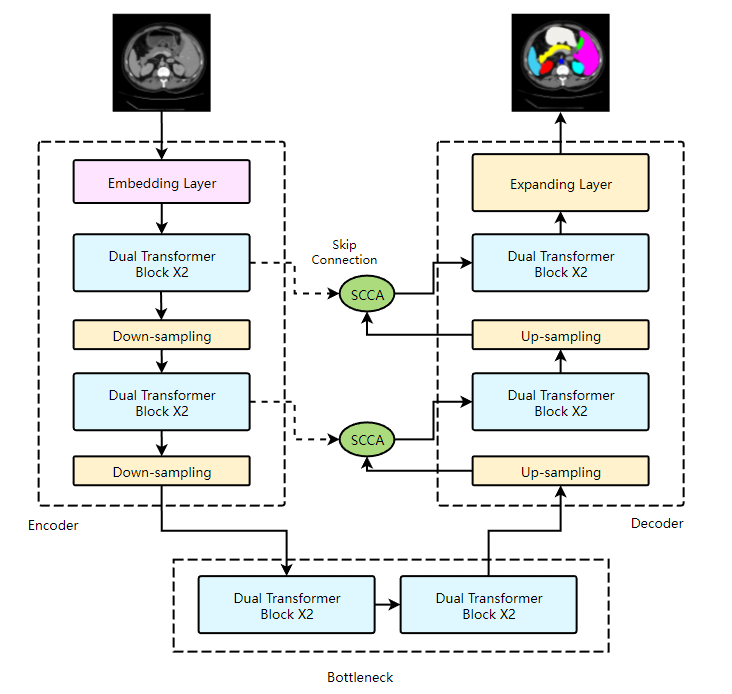 Embedding Layer
Dual Transformer
Block X2
Down-sampling
Dual Transformer
Block X2
Down-sampling
Encoder
Skip
Connection
SCCA
SCCA
Expanding Layer
Dual Transformer
Block X2
Up-sampling
Dual Transformer
Block X2
Up-sampling
Decoder
Dual Transformer
Block X2
Dual Transformer
Block X2
Bottleneck